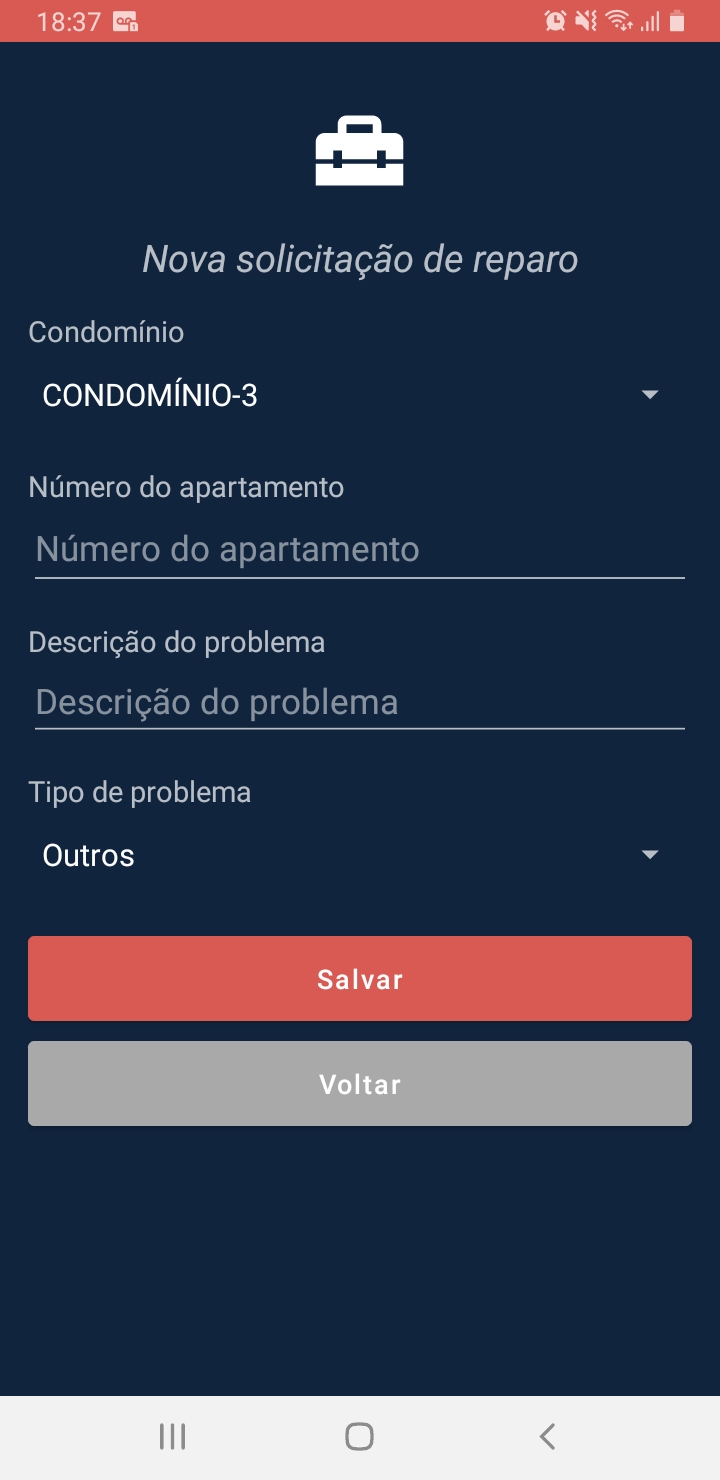 18:37
Nova solicitação de reparo
Condomínio
CONDOMÍNIO-3
Número do apartamento
Número do apartamento
Descrição do problema
Descrição do problema
Tipo de problema
Outros
Salvar
Voltar